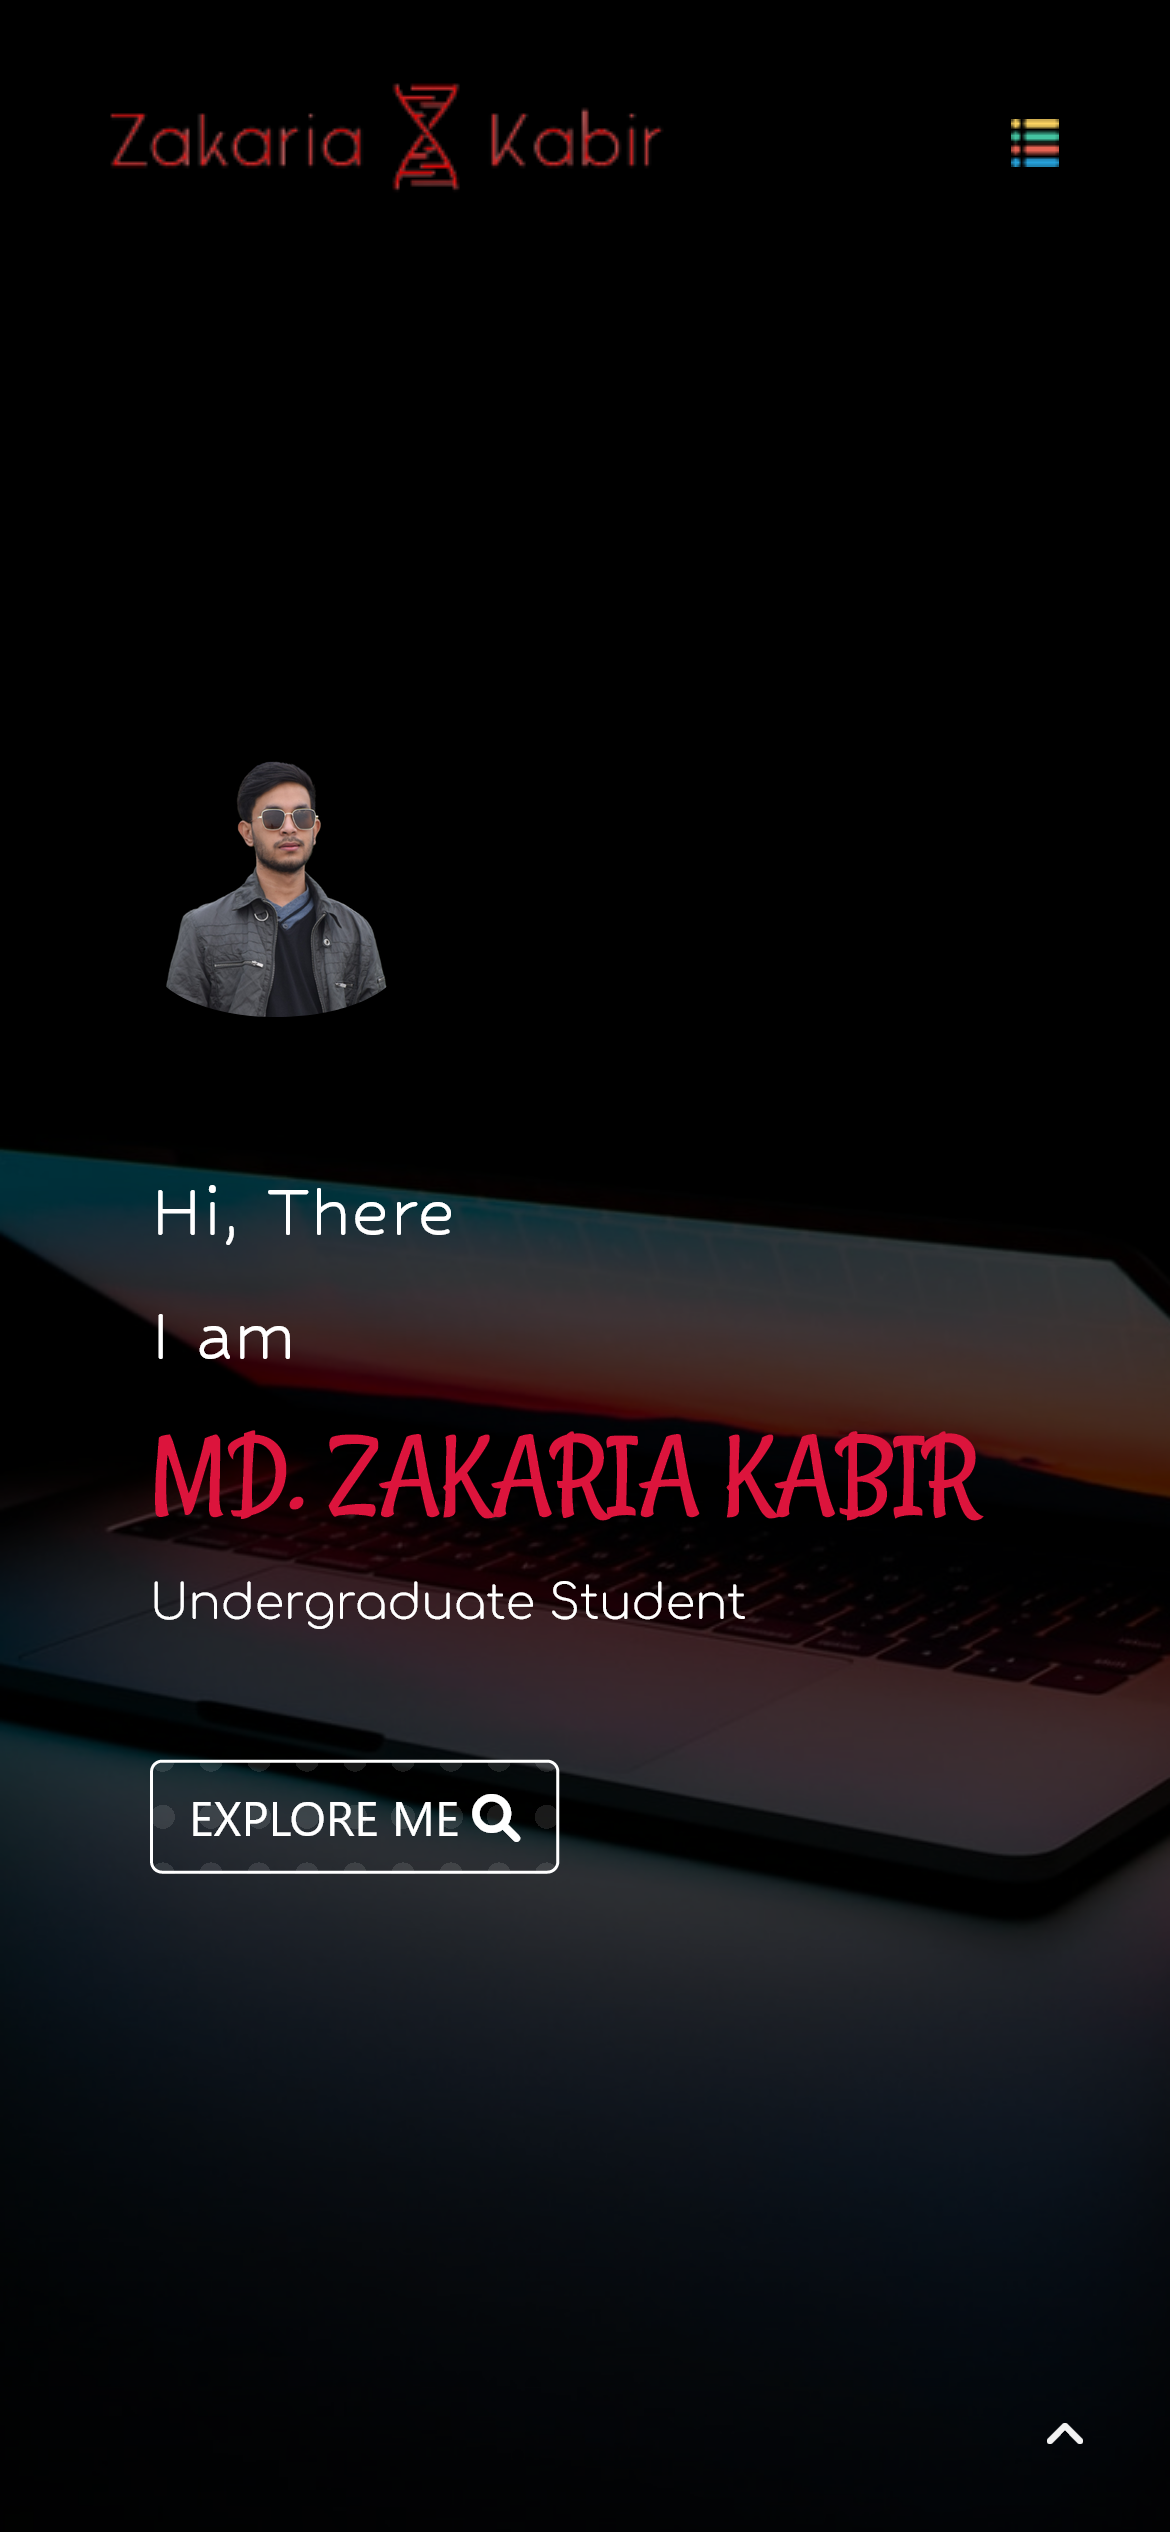 Zakaria Kabir
Hi, There
I am
MD. ZAKARIA KABIR
Undergraduate Student
EXPLORE ME